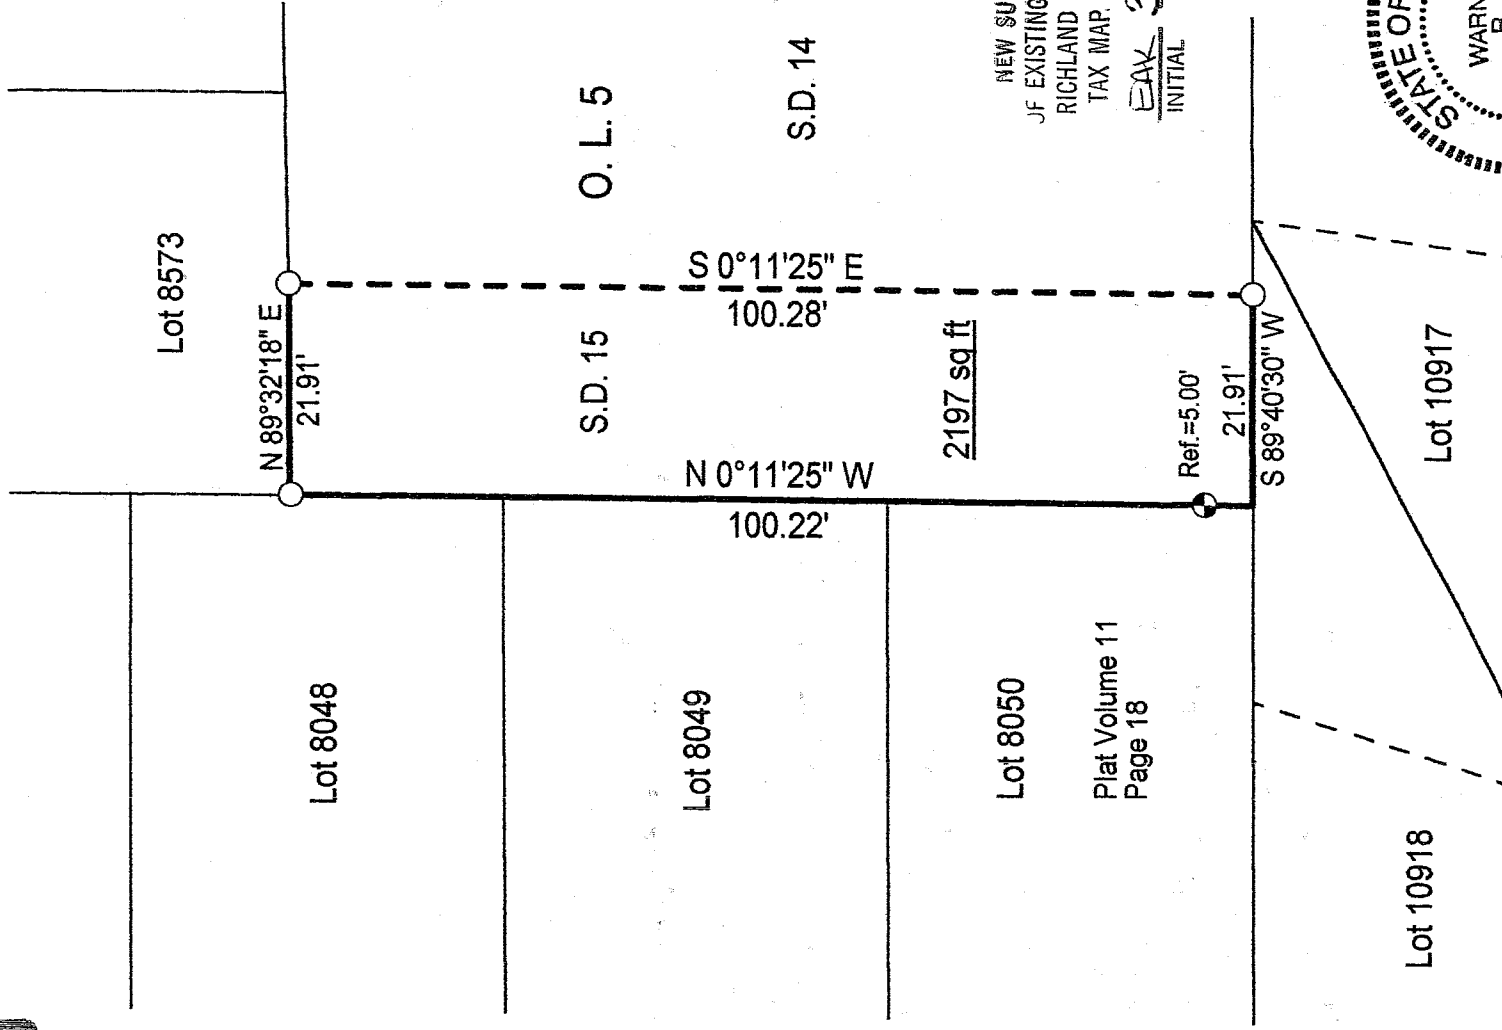 Lot 8573
N 89°32'18" E
21.91'
O. L. 5
S.D. 14
S 0°11'25" E
100.28'
S.D. 15
2197 sq ft
N 0°11'25" W
100.22'
Ref.=5.00'
21.91'
S 89°40'30" W
Lot 8048
Lot 8049
Lot 8050
Plat Volume 11
Page 18
Lot 10917
Lot 10918
NEW SU
JF EXISTING
RICHLAND
TAX MAP.
EAK
INITIAL
STATE OF
WARN